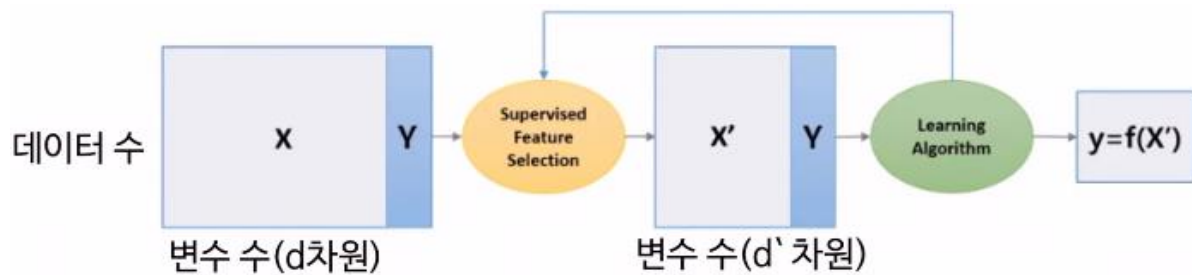 데이터 수
X
Y
Supervised
Feature
Selection
X'
Y
Learning
Algorithm
y=f(X')
변수 수(d차원)
변수 수(d` 차원)